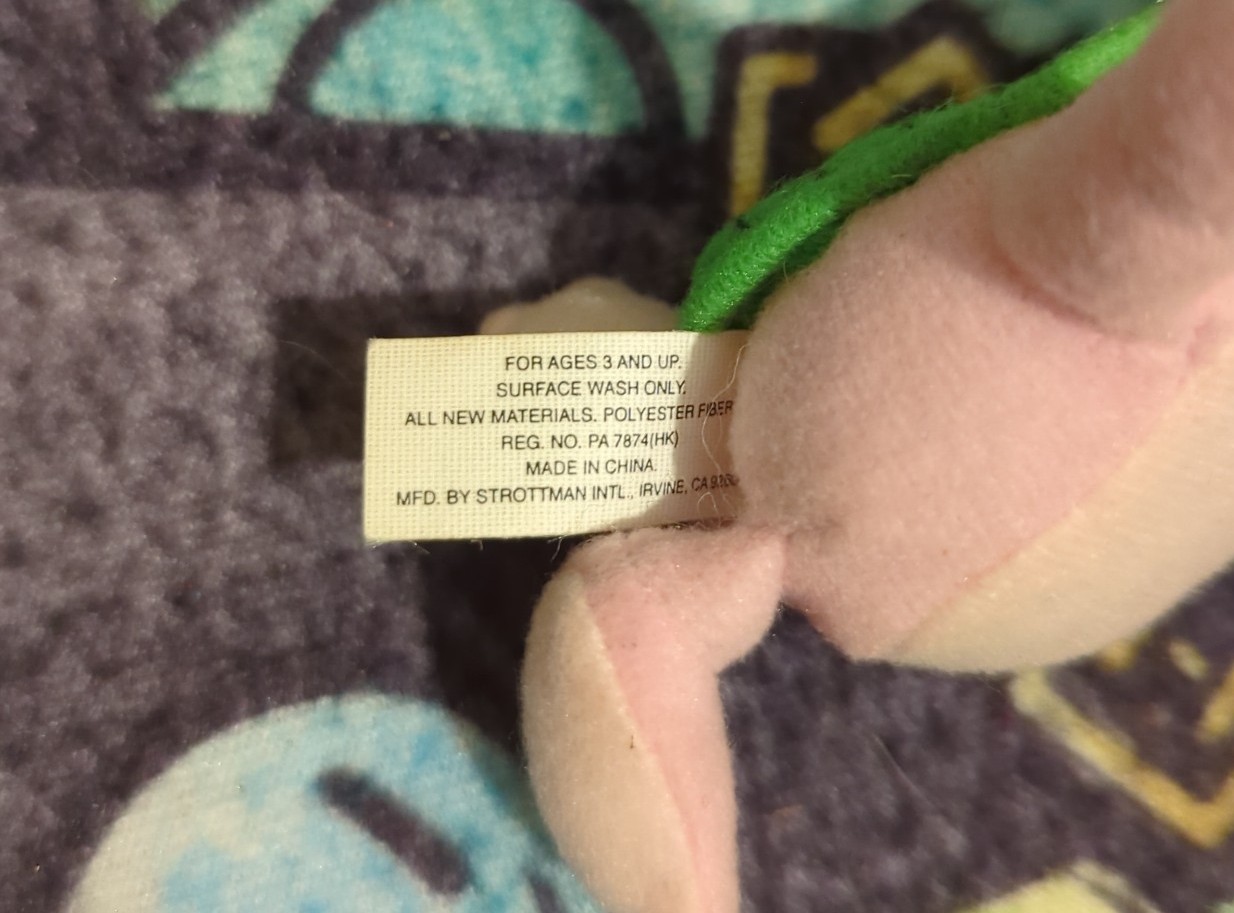 FOR AGES 3 AND UP.
SURFACE WASH ONLY.
ALL NEW MATERIALS. POLYESTER FIBER
REG. NO. PA 7874(HK)
MADE IN CHINA.
MFD. BY STROTTMAN INTL., IRVINE, CA